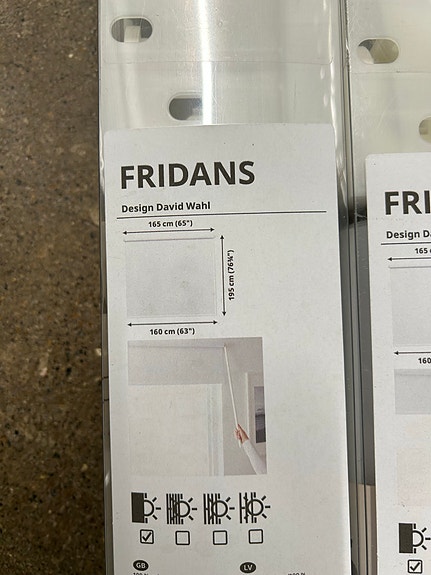 FRIDANS
Design David Wahl
165 cm (65")
195 cm (76¾")
160 cm (63")
GB
LV
FRI
Design D
165
160